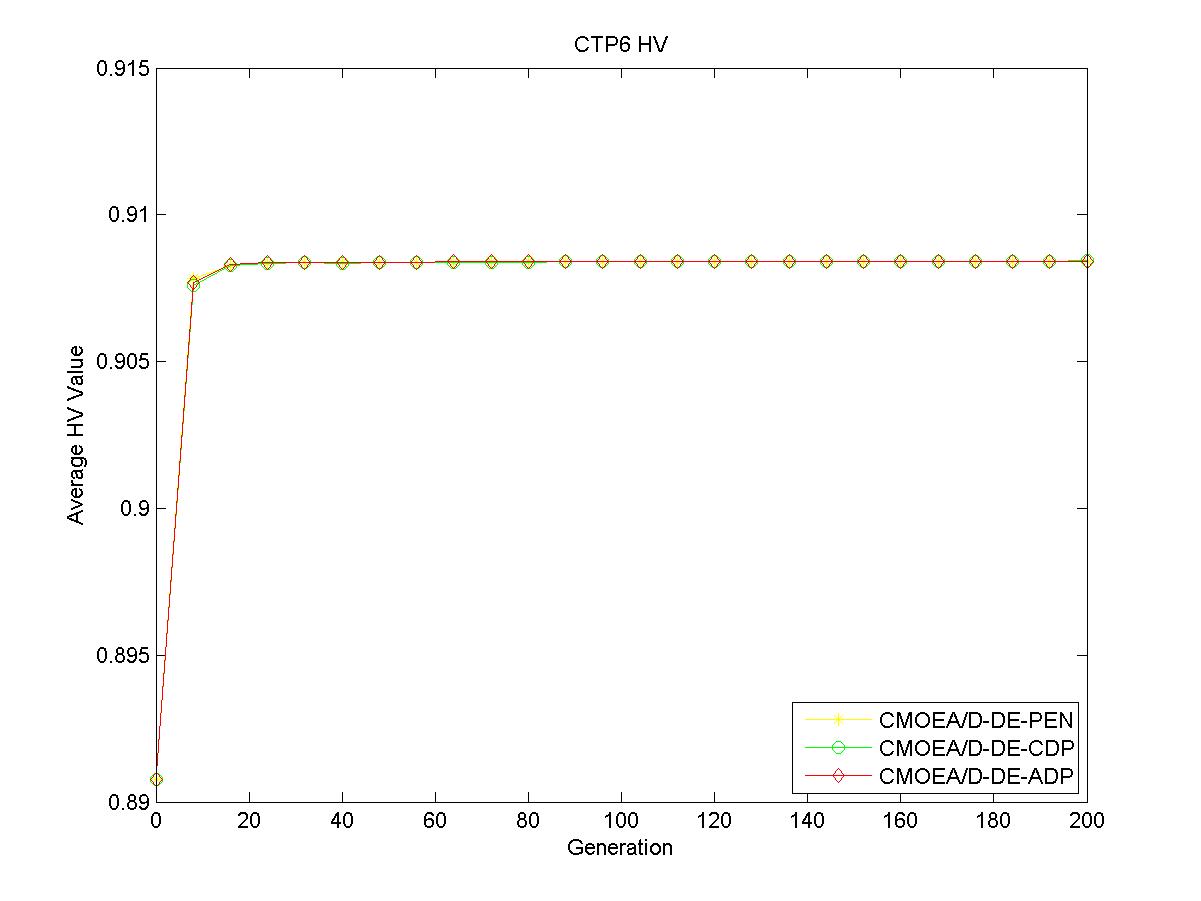 CTP6 HV
0.915
0.91
0.905
0.9
0.895
0.89
Average HV Value
0 20 40 60 80 100 120 140 160 180 200
Generation
CMOEA/D-DE-PEN
CMOEA/D-DE-CDP
CMOEA/D-DE-ADP